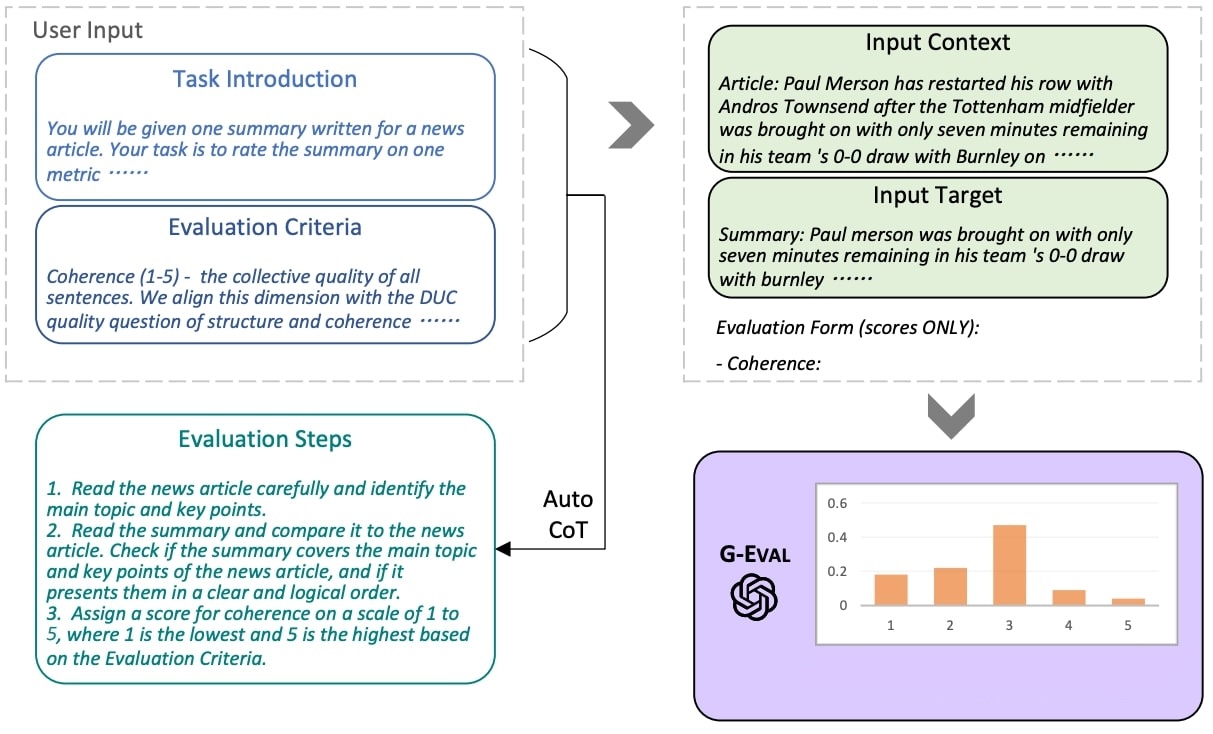 User Input
Task Introduction
You will be given one summary written for a news
article. Your task is to rate the summary on one
metric ⋯⋯
Evaluation Criteria
Coherence (1-5) - the collective quality of all
sentences. We align this dimension with the DUC
quality question of structure and coherence ⋯⋯
Evaluation Steps
1. Read the news article carefully and identify the
main topic and key points.
2. Read the summary and compare it to the news
article. Check if the summary covers the main topic
and key points of the news article, and if it
presents them in a clear and logical order.
3. Assign a score for coherence on a scale of 1 to
5, where 1 is the lowest and 5 is the highest based
on the Evaluation Criteria.
Auto
CoT
Input Context
Article: Paul Merson has restarted his row with
Andros Townsend after the Tottenham midfielder
was brought on with only seven minutes remaining
in his team 's 0-0 draw with Burnley on ⋯⋯
Input Target
Summary: Paul merson was brought on with only
seven minutes remaining in his team 's 0-0 draw
with burnley ⋯⋯
Evaluation Form (scores ONLY):
- Coherence:
G-EVAL
0.6
0.4
0.2
0
1 2 3 4 5